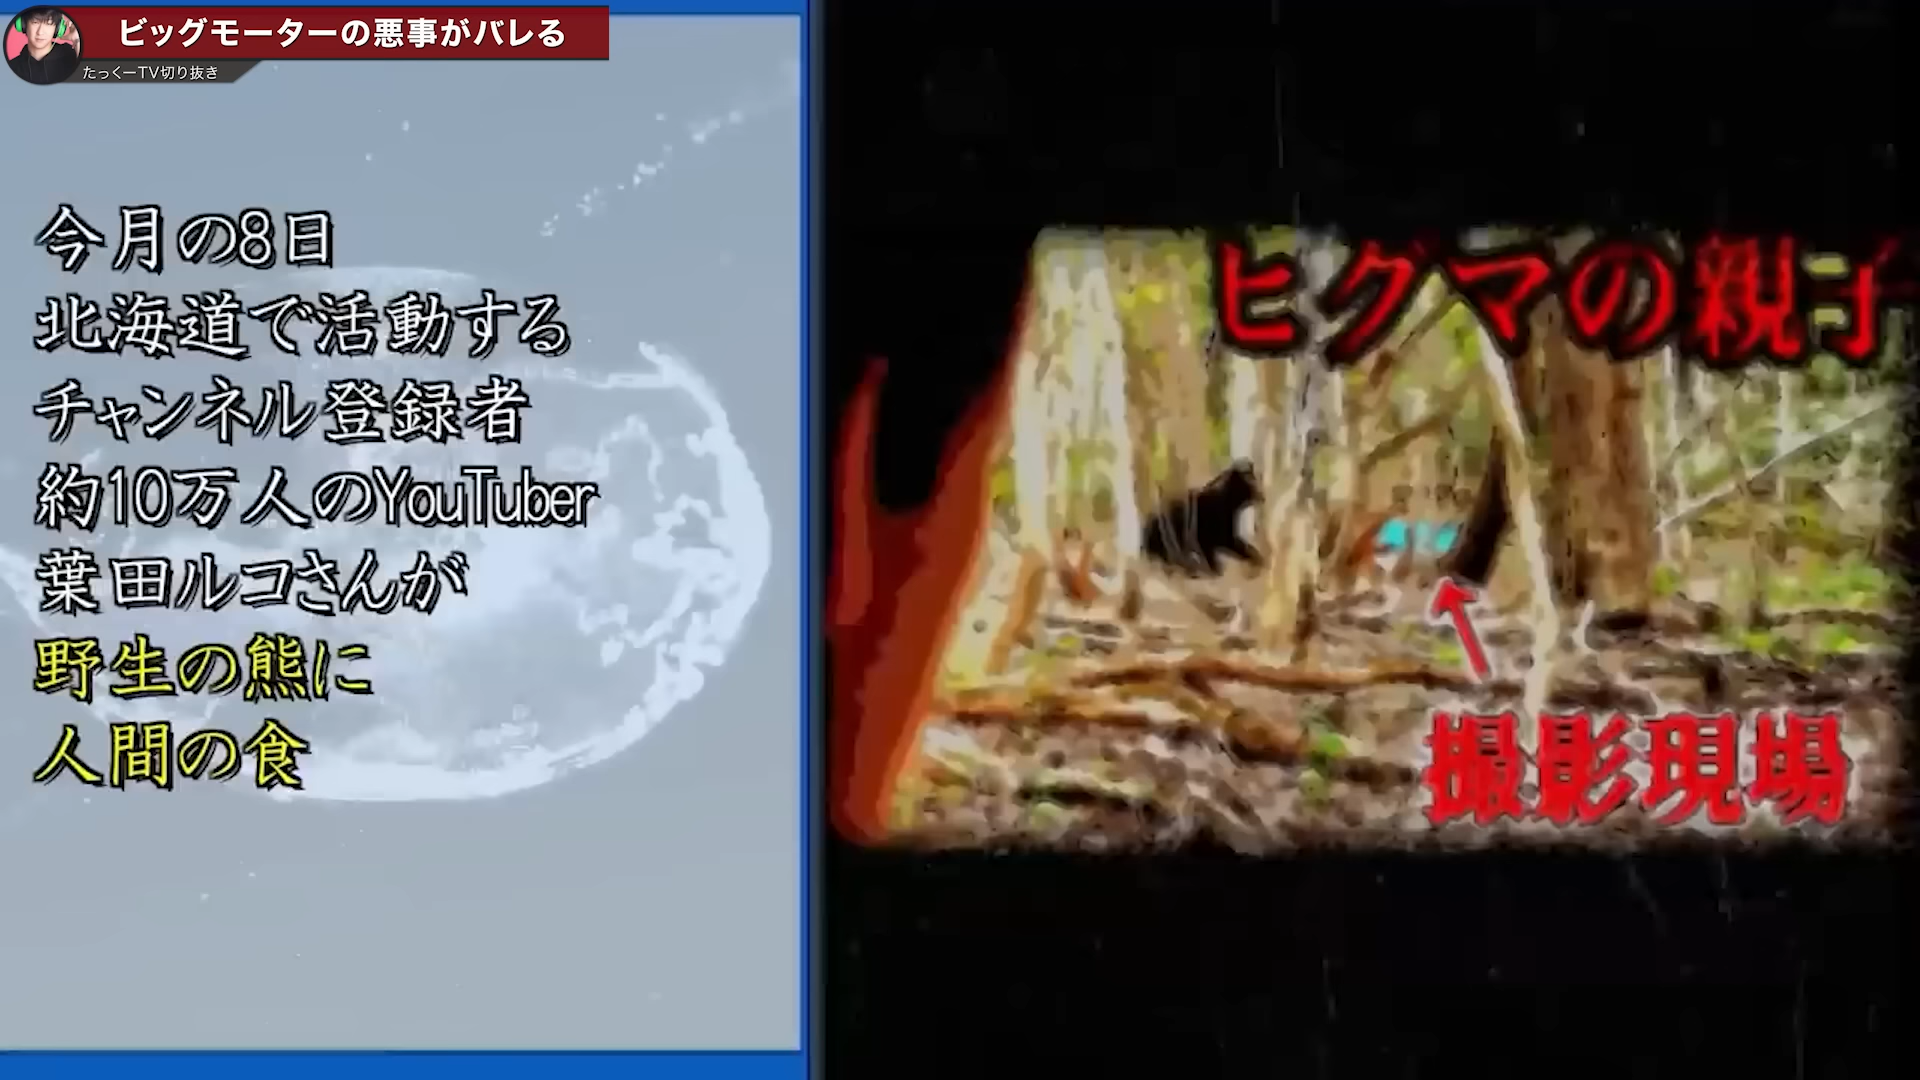 ビッグモーターの悪事がバレる
たっくーTV切り抜き
今月の8日
北海道で活動する
チャンネル登録者
約10万人のYouTuber
葉田ルコさんが
野生の熊に
人間の食
ヒグマの親子
撮影現場